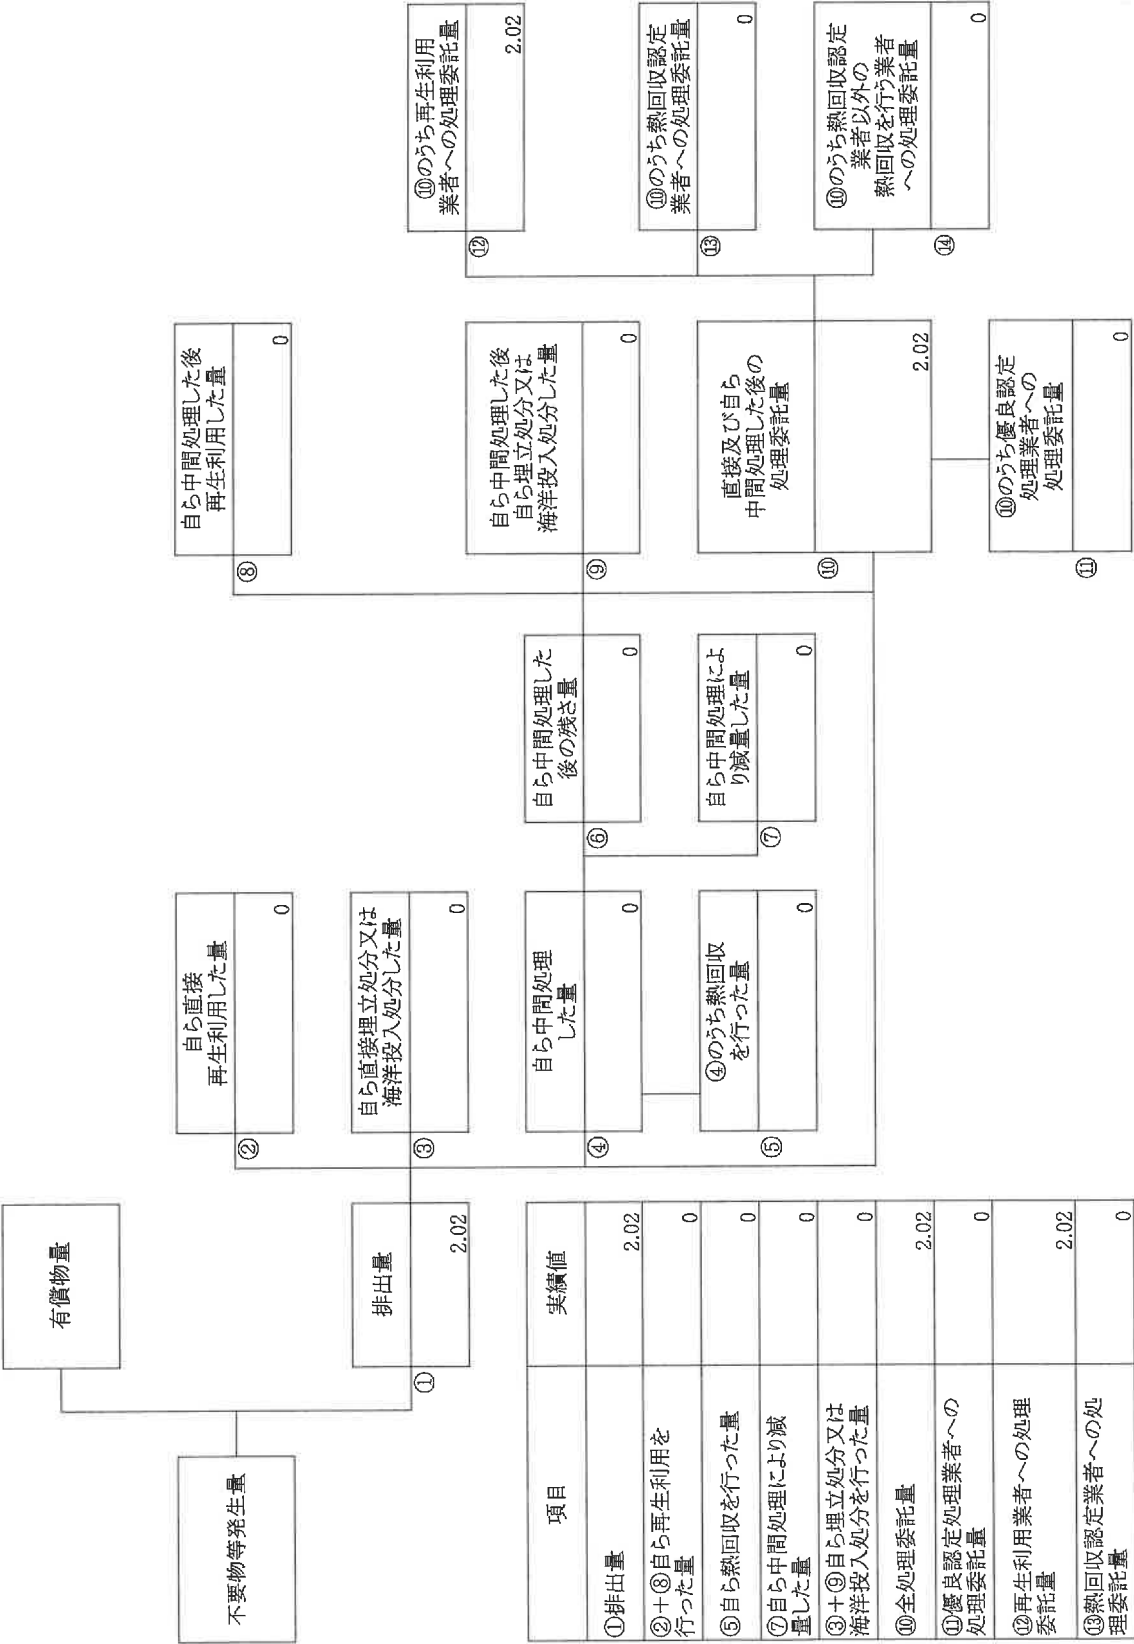 不要物等発生量
有償物量
①
排出量
2.02
②
自ら直接
再生利用した量
0
③
自ら直接埋立処分又は
海洋投入処分した量
0
④
自ら中間処理
した量
0
⑤
④のうち熱回収
を行った量
0
⑥
自ら中間処理した
後の残さ量
0
⑦
自ら中間処理によ
り減量した量
0
⑧
自ら中間処理した後
再生利用した量
0
⑨
自ら中間処理した後
自ら埋立処分又は
海洋投入処分した量
0
⑩
直接及び自ら
中間処理した後の
処理委託量
2.02
⑪
⑩のうち優良認定
処理業者への
処理委託量
0
⑫
⑩のうち再生利用
業者への処理委託量
2.02
⑬
⑩のうち熱回収認定
業者への処理委託量
0
⑭
⑩のうち熱回収認定
業者以外の
熱回収を行う業者
への処理委託量
0
項目 実績値
①排出量 2.02
②+⑧自ら再生利用を
行った量 0
⑤自ら熱回収を行った量 0
⑦自ら中間処理により減
量した量 0
③+⑨自ら埋立処分又は
海洋投入処分を行った量 0
⑩全処理委託量 2.02
⑪優良認定処理業者への
処理委託量 0
⑫再生利用業者への処理
委託量 2.02
⑬熱回収認定業者への処
理委託量 0